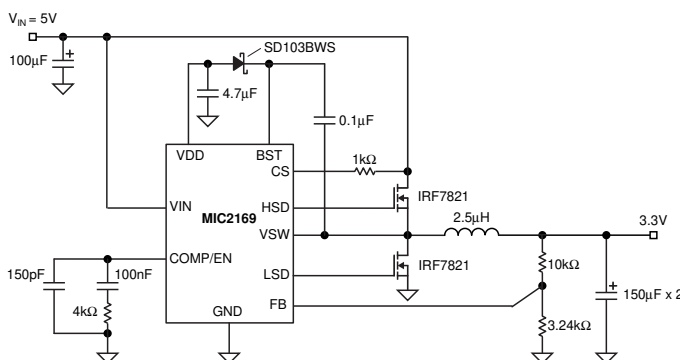 VIN = 5V
100µF
SD103BWS
4.7µF
0.1µF
VDD
BST
CS
1kΩ
IRF7821
HSD
VIN
MIC2169
2.5µH
3.3V
VSW
COMP/EN
150pF
100nF
LSD
IRF7821
10kΩ
4kΩ
GND
FB
150µF x 2
3.24kΩ